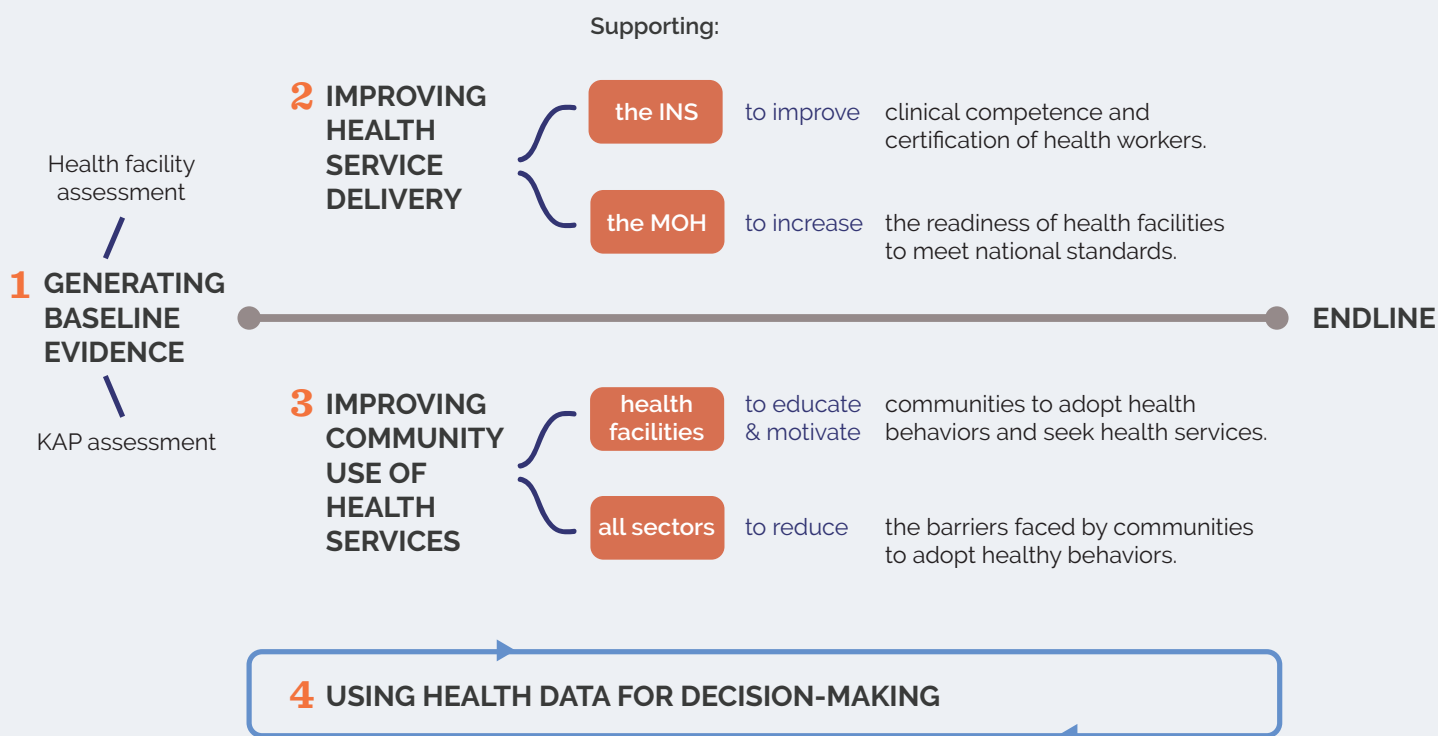 Supporting:
Health facility
assessment
1 GENERATING
BASELINE
EVIDENCE
KAP assessment
2 IMPROVING
HEALTH
SERVICE
DELIVERY
the INS
to improve
clinical competence and
certification of health workers.
the MOH
to increase
the readiness of health facilities
to meet national standards.
ENDLINE
3 IMPROVING
COMMUNITY
USE OF
HEALTH
SERVICES
health
facilities
to educate
& motivate
communities to adopt health
behaviors and seek health services.
all sectors
to reduce
the barriers faced by communities
to adopt healthy behaviors.
4 USING HEALTH DATA FOR DECISION-MAKING